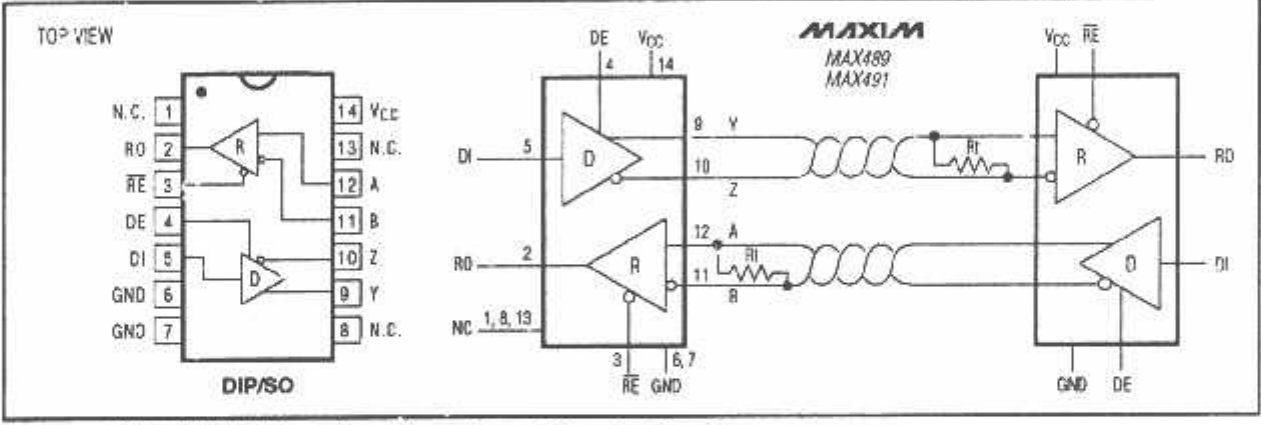 TOP VIEW
N.C. 1
RO 2
RE 3
DE 4
DI 5
GND 6
GND 7
14 VCC
13 N.C.
12 A
11 B
10 Z
9 Y
8 N.C.
R
D
DIP/SO
MAXIM
MAX489
MAX491
DE
4
VCC
14
DI 5
D
9 Y
10
Z
Rt
RO 2
R
12 A
Rt
11
B
NC 1, 8, 13
3
RE
6, 7
GND
VCC RE
R
RO
D
DI
GND DE